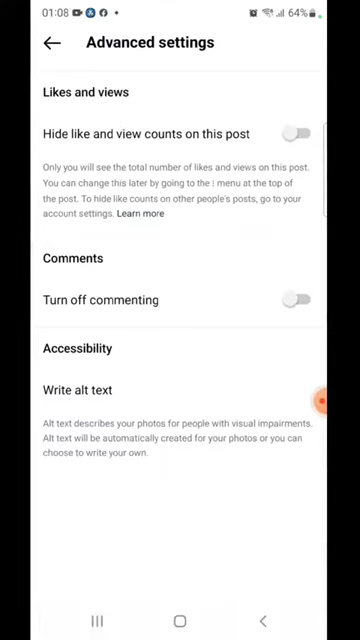 01:08 64%
Advanced settings
Likes and views
Hide like and view counts on this post
Only you will see the total number of likes and views on this post.
You can change this later by going to the ⁝ menu at the top of
the post. To hide like counts on other people's posts, go to your
account settings. Learn more
Comments
Turn off commenting
Accessibility
Write alt text
Alt text describes your photos for people with visual impairments.
Alt text will be automatically created for your photos or you can
choose to write your own.